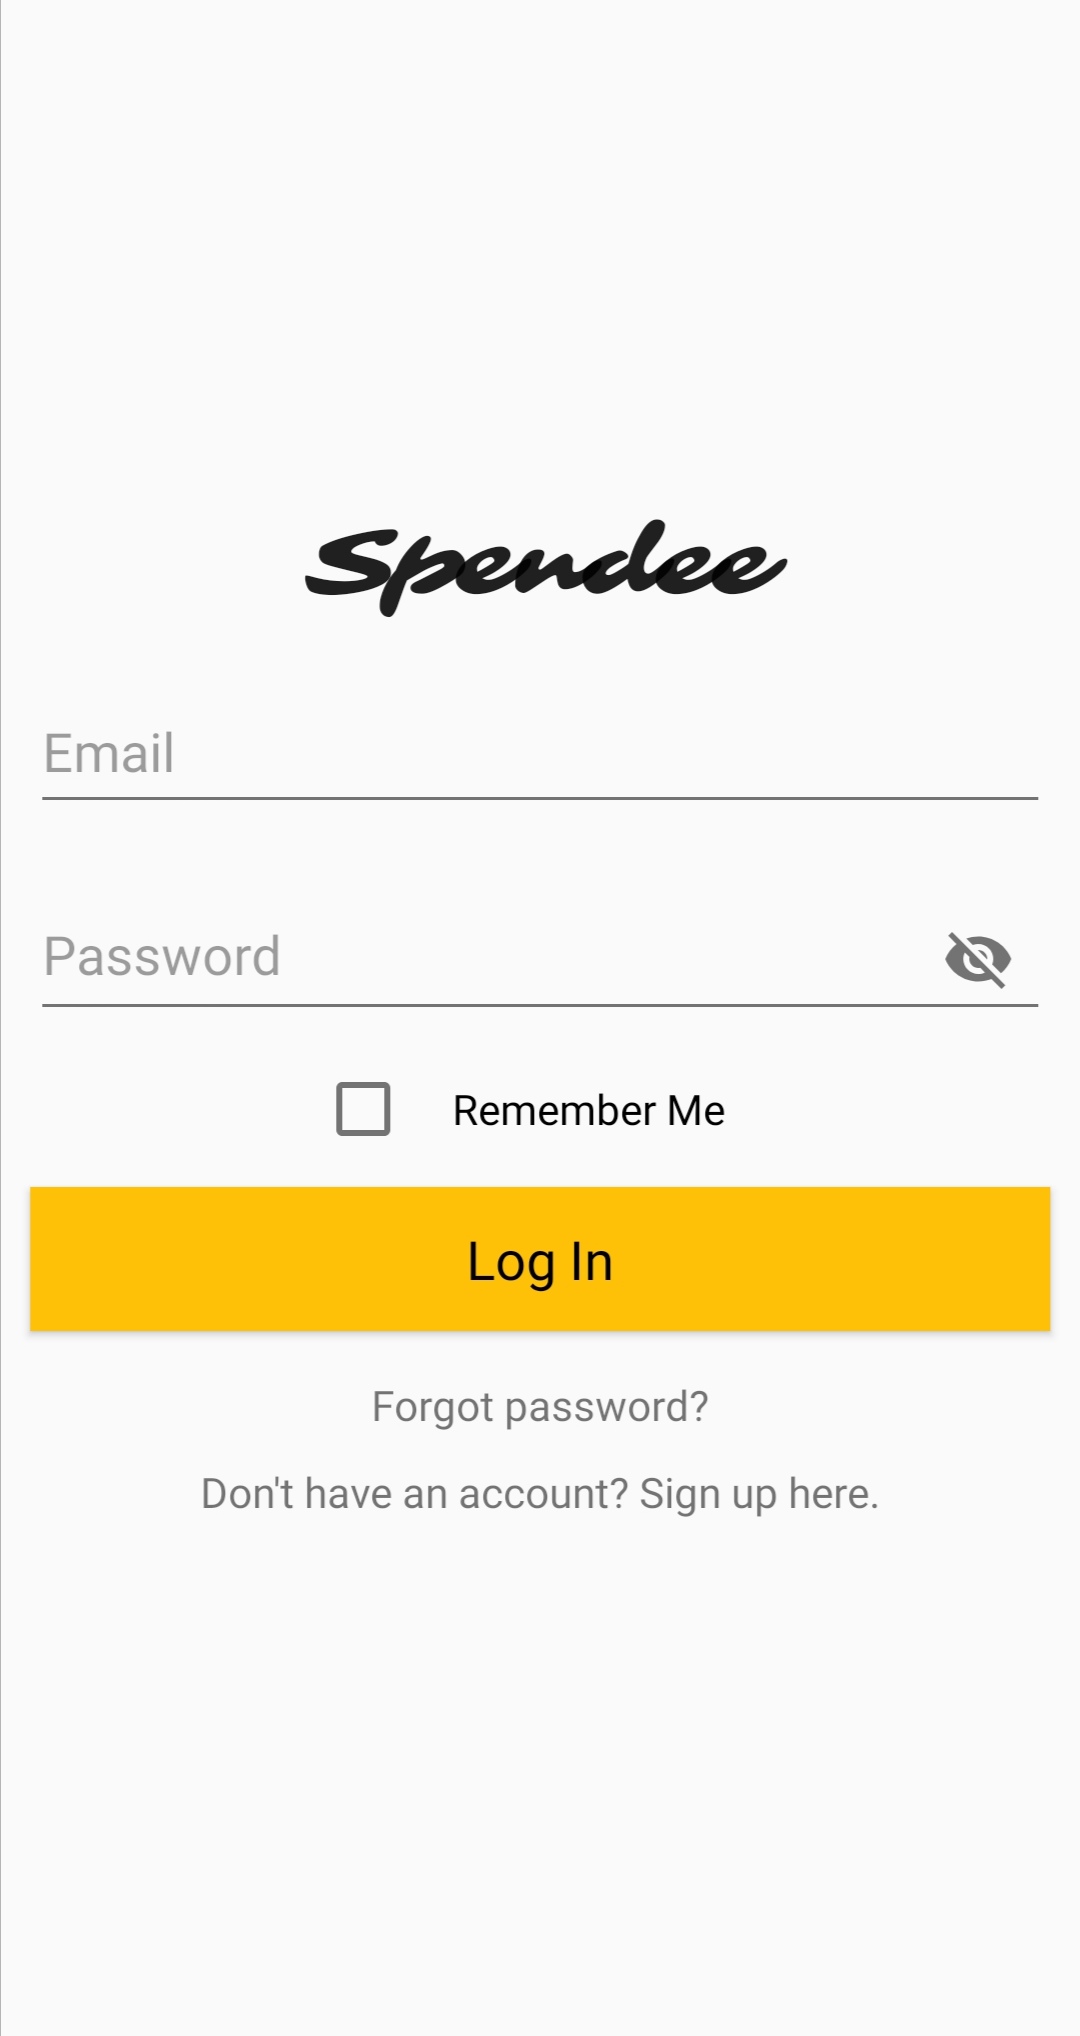 Spendee
Email
Password
Remember Me
Log In
Forgot password?
Don't have an account? Sign up here.